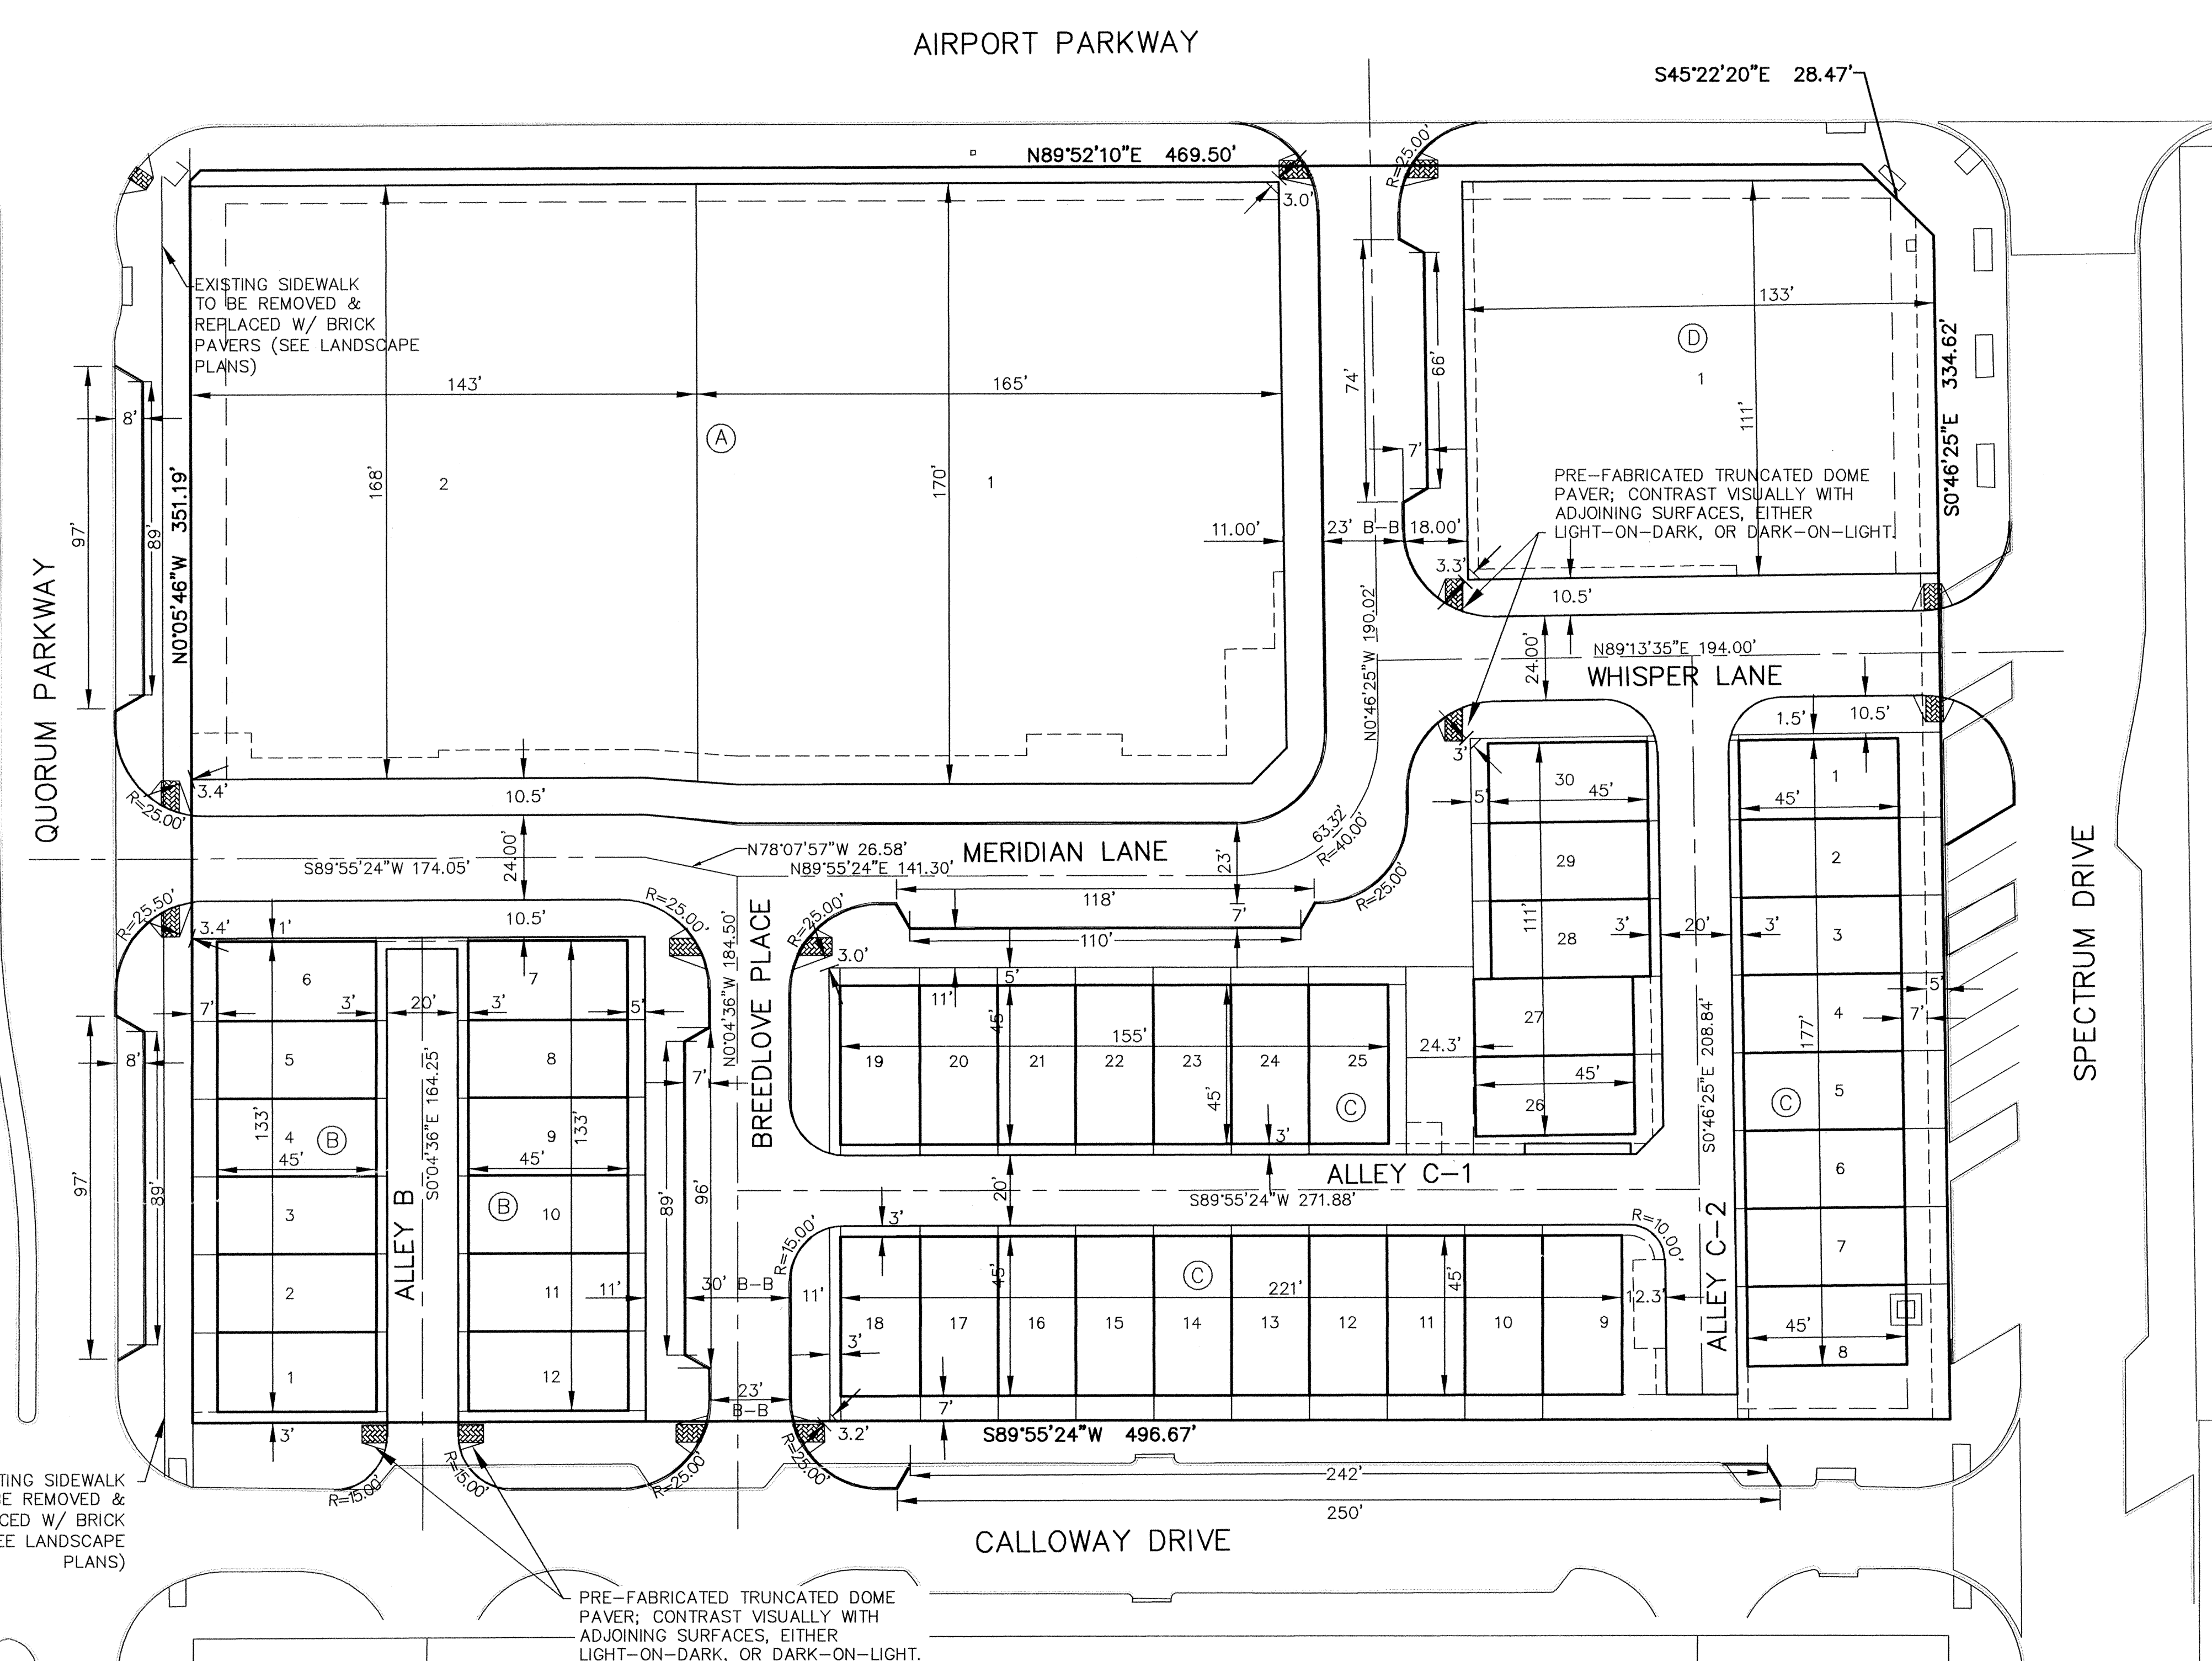 AIRPORT PARKWAY
S45°22'20"E 28.47'
N89°52'10"E 469.50'
R=25.00'
3.0'
EXISTING SIDEWALK
TO BE REMOVED &
REPLACED W/ BRICK
PAVERS (SEE LANDSCAPE
PLANS)
133'
D
1
74'
66'
111'
S0°46'25"E 334.62'
143'
165'
97'
8'
89'
N0°05'46"W 351.19'
A
168'
2
170'
1
7'
PRE-FABRICATED TRUNCATED DOME
PAVER; CONTRAST VISUALLY WITH
ADJOINING SURFACES, EITHER
LIGHT-ON-DARK, OR DARK-ON-LIGHT.
11.00'
23' B-B
18.00'
3.3'
10.5'
QUORUM PARKWAY
N0°46'25"W 190.02'
24.00'
N89°13'35"E 194.00'
WHISPER LANE
1.5'
10.5'
3'
3.4'
R=25.00'
10.5'
24.00'
S89°55'24"W 174.05'
N78°07'57"W 26.58'
N89°55'24"E 141.30'
MERIDIAN LANE
23'
63.32'
R=40.00'
R=25.00'
118'
7'
110'
30
45'
5'
29
28
111'
27
45'
26
3'
20'
3'
1
45'
2
3
4
5'
7'
177'
5
C
6
7
45'
8
SPECTRUM DRIVE
S0°46'25"E 208.84'
ALLEY C-2
R=25.50'
3.4'
1'
10.5'
R=25.00'
R=25.00'
3.0'
N0°04'36"W 184.50'
BREEDLOVE PLACE
6
7
7'
3'
20'
3'
5'
5
8
8'
97'
89'
133'
4
B
45'
S0°04'36"E 164.25'
ALLEY B
9
133'
45'
3
B
10
2
11
11'
1
12
7'
89'
96'
5'
11'
45'
155'
45'
19
20
21
22
23
24
25
C
24.3'
3'
ALLEY C-1
20'
S89°55'24"W 271.88'
3'
R=15.00'
R=10.00'
30' B-B
11'
45'
C
221'
45'
12.3'
18
17
16
15
14
13
12
11
10
9
3'
23'
B-B
7'
3'
3.2'
S89°55'24"W 496.67'
R=15.00'
R=15.00'
R=25.00'
R=25.00'
242'
250'
CALLOWAY DRIVE
TING SIDEWALK
E REMOVED &
CED W/ BRICK
EE LANDSCAPE
PLANS)
PRE-FABRICATED TRUNCATED DOME
PAVER; CONTRAST VISUALLY WITH
ADJOINING SURFACES, EITHER
LIGHT-ON-DARK, OR DARK-ON-LIGHT.